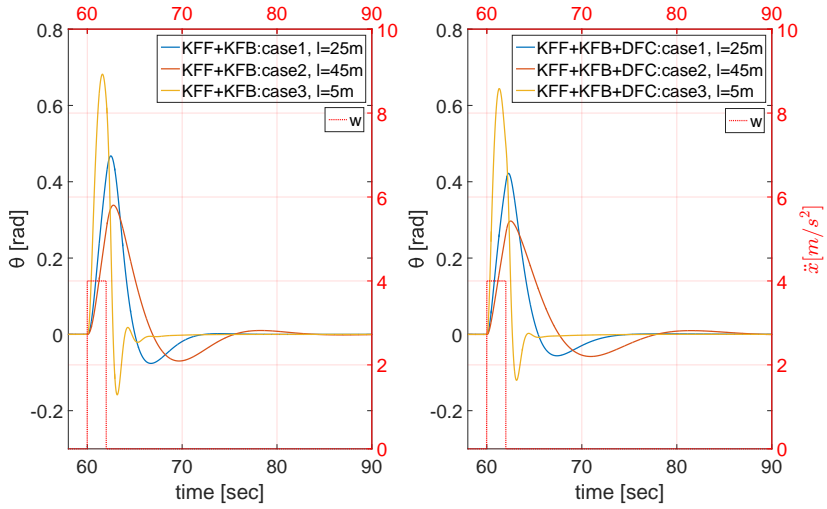 60 70 80 90
0.8 10
KFF+KFB:case1, l=25m
KFF+KFB:case2, l=45m
KFF+KFB:case3, l=5m
w
0.6 8
0.4 6
0.2 4
0 2
-0.2 0
θ [rad]
60 70 80 90
time [sec]
60 70 80 90
0.8 10
KFF+KFB+DFC:case1, l=25m
KFF+KFB+DFC:case2, l=45m
KFF+KFB+DFC:case3, l=5m
w
0.6 8
0.4 6
0.2 4
0 2
-0.2 0
θ [rad]
ẍ[m/s²]
60 70 80 90
time [sec]